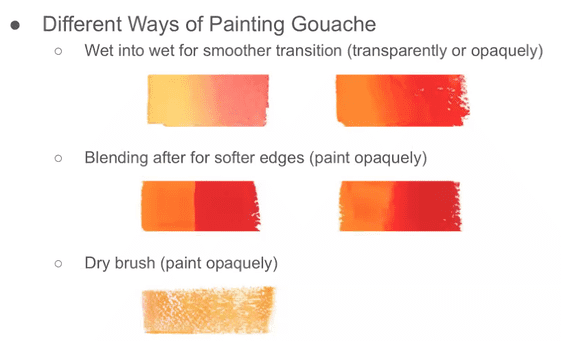 Different Ways of Painting Gouache
Wet into wet for smoother transition (transparently or opaquely)
Blending after for softer edges (paint opaquely)
Dry brush (paint opaquely)